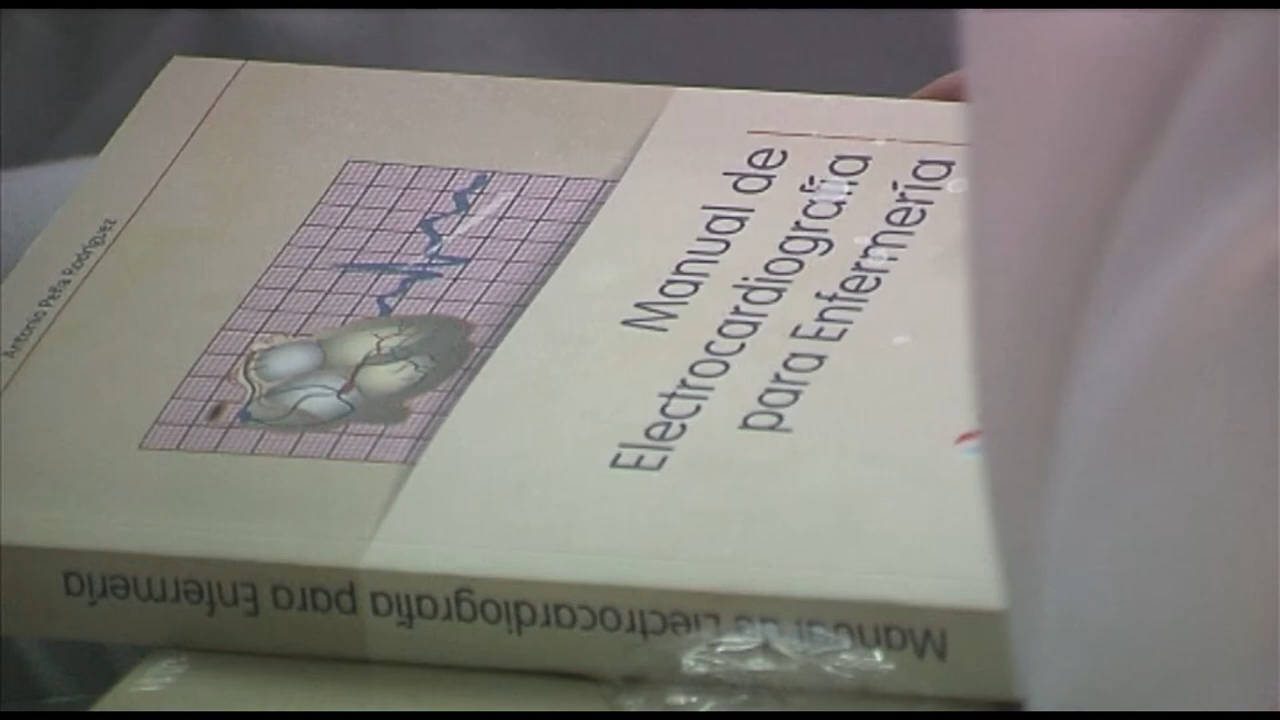 Antonio Peña Rodríguez
Manual de
Electrocardiografía
para Enfermería
Manual de Electrocardiografía para Enfermería